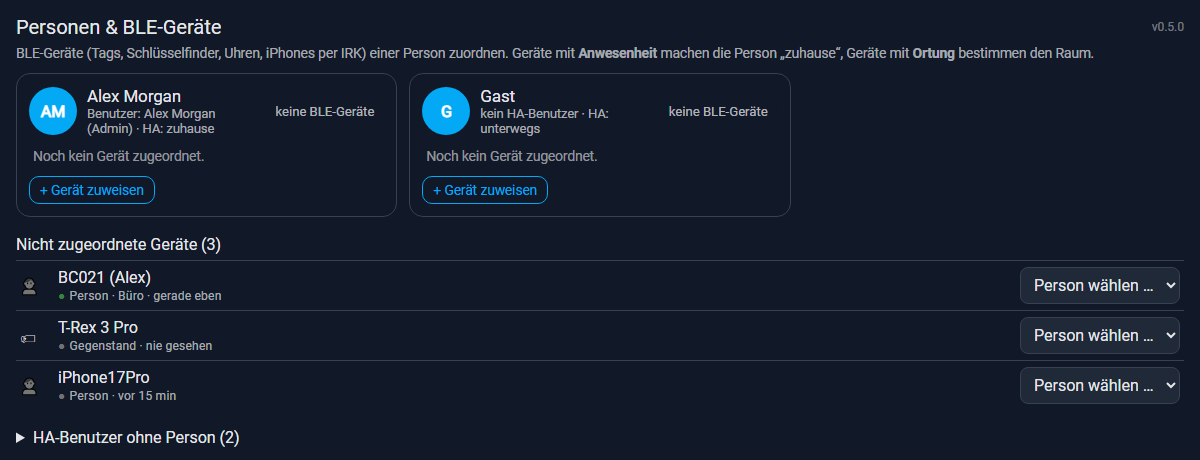 Personen & BLE-Geräte
v0.5.0
BLE-Geräte (Tags, Schlüsselfinder, Uhren, iPhones per IRK) einer Person zuordnen. Geräte mit Anwesenheit machen die Person „zuhause“, Geräte mit Ortung bestimmen den Raum.
AM
Alex Morgan
Benutzer: Alex Morgan
(Admin) · HA: zuhause
keine BLE-Geräte
Noch kein Gerät zugeordnet.
+ Gerät zuweisen
G
Gast
kein HA-Benutzer · HA:
unterwegs
keine BLE-Geräte
Noch kein Gerät zugeordnet.
+ Gerät zuweisen
Nicht zugeordnete Geräte (3)
BC021 (Alex)
● Person · Büro · gerade eben
Person wählen ...
T-Rex 3 Pro
● Gegenstand · nie gesehen
Person wählen ...
iPhone17Pro
● Person · vor 15 min
Person wählen ...
▶ HA-Benutzer ohne Person (2)